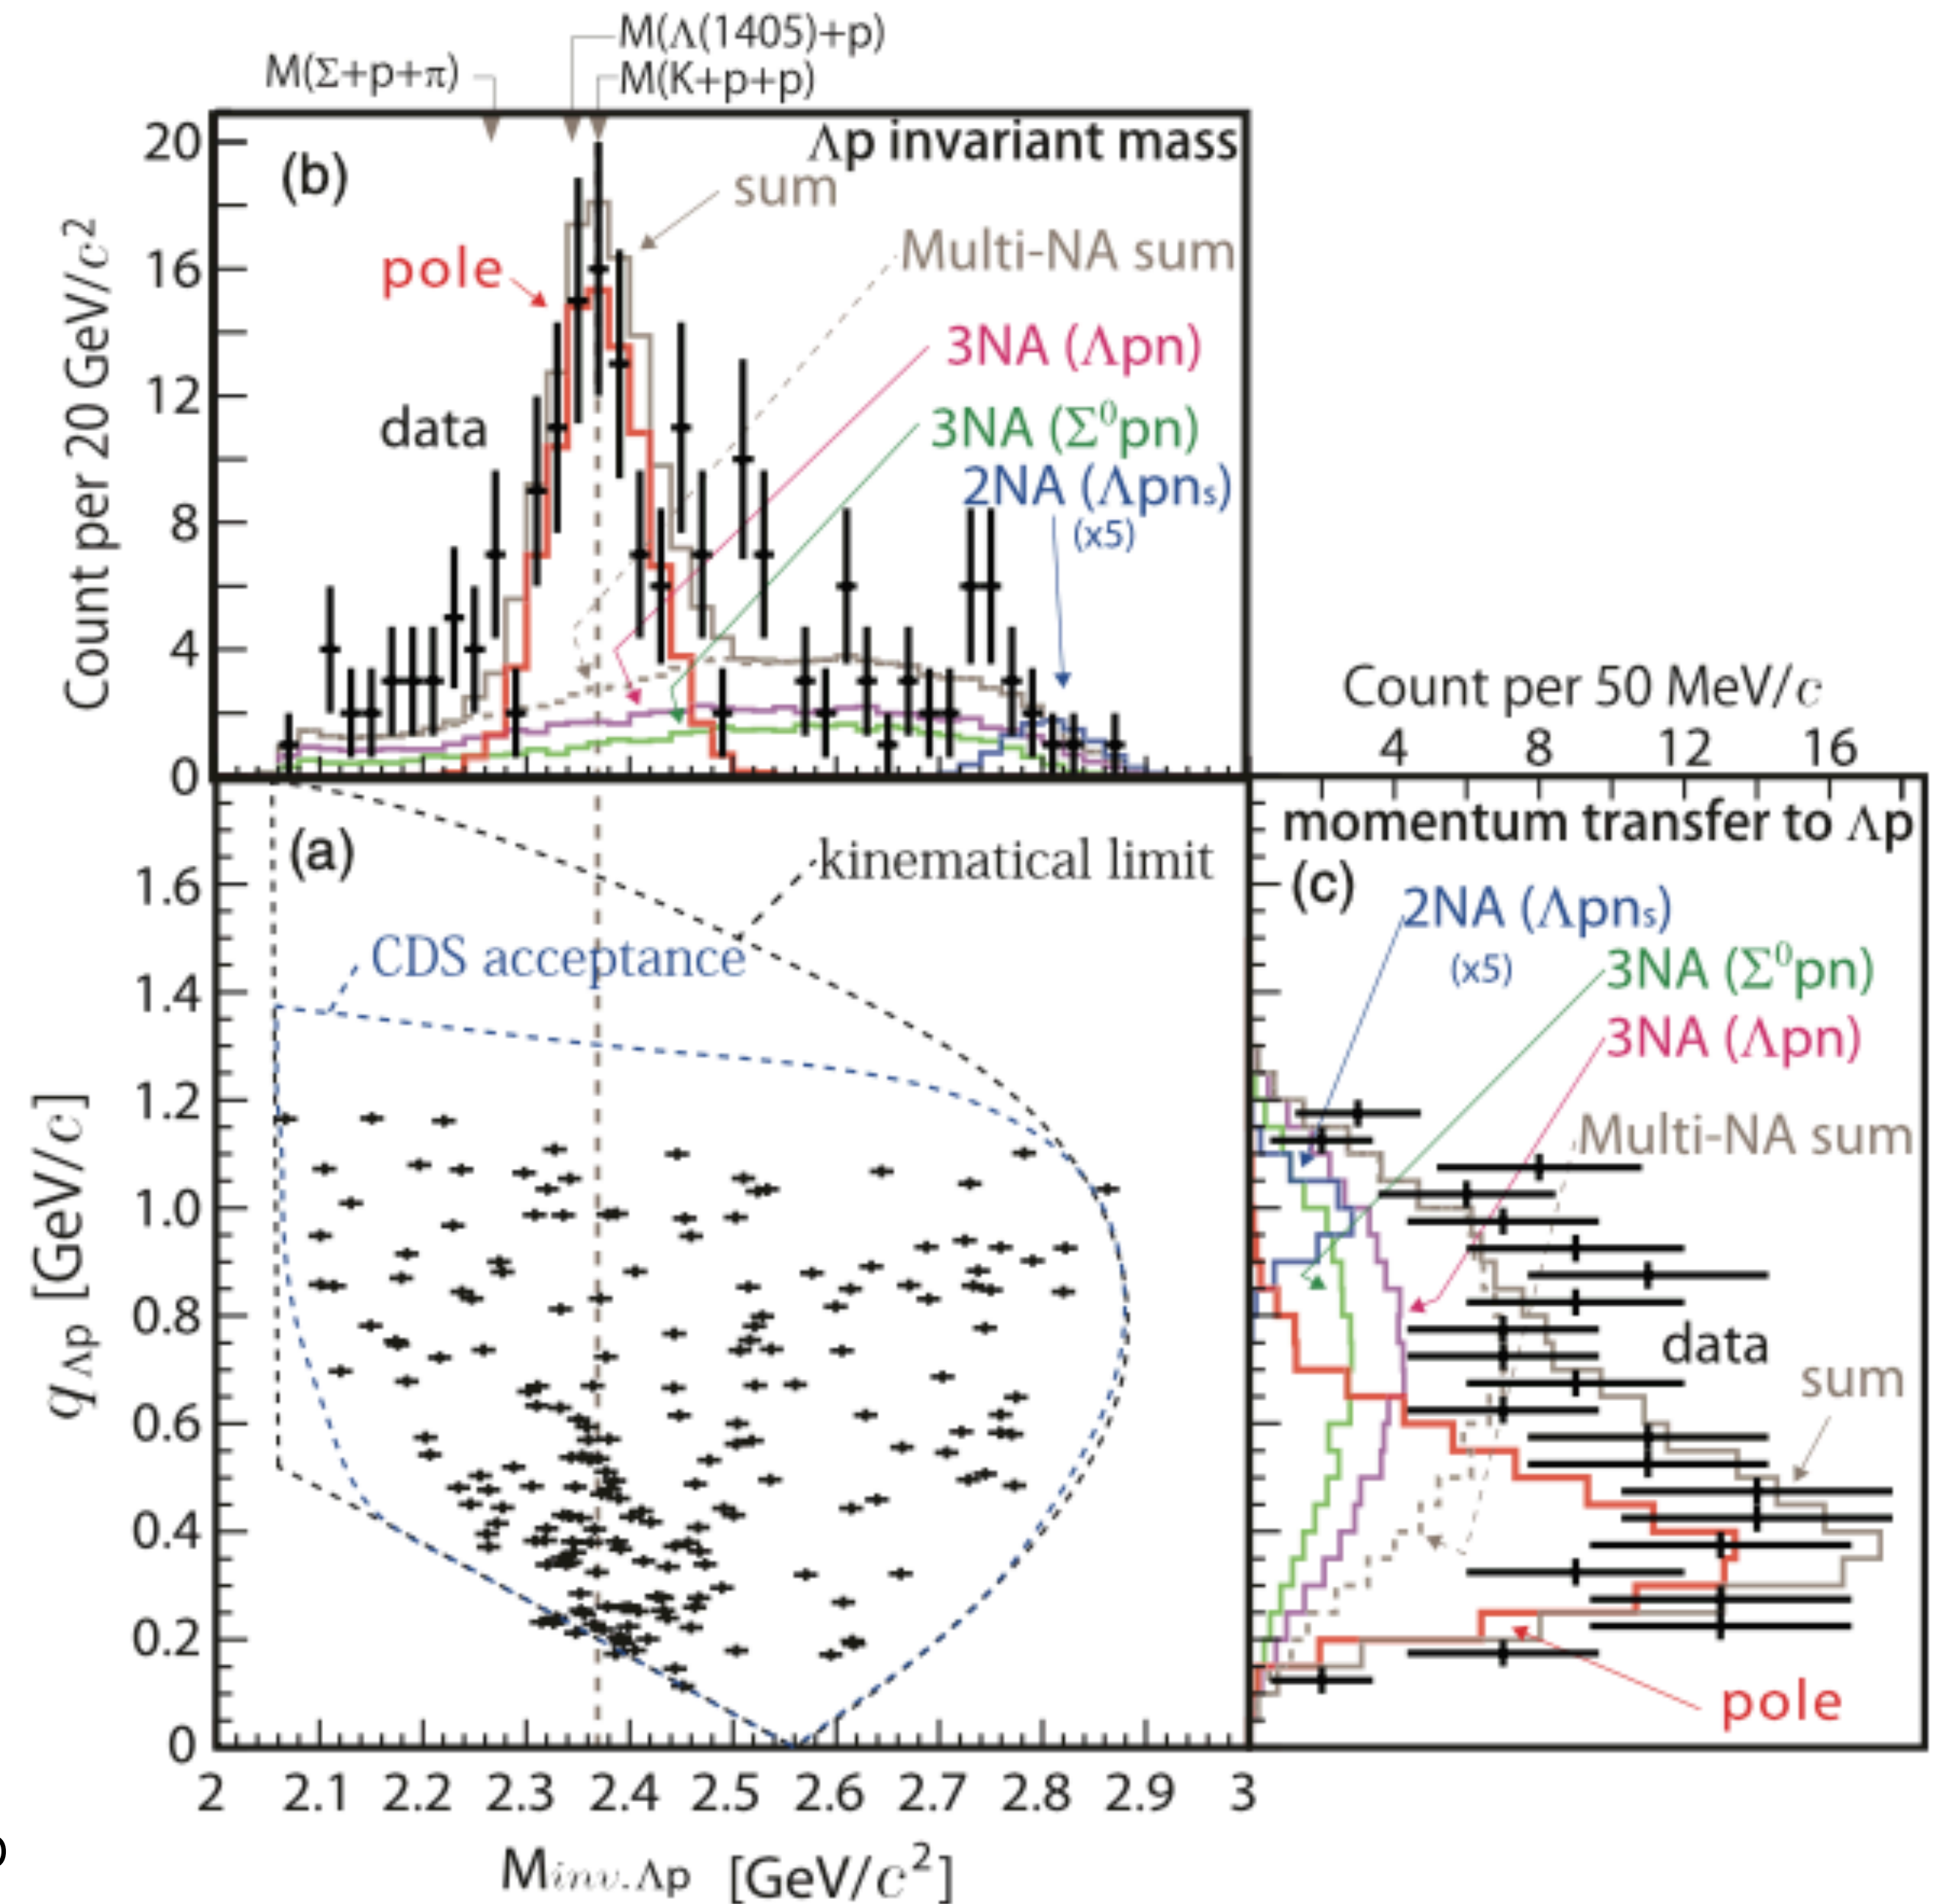 M(Λ(1405)+p)
M(Σ+p+π)
M(K+p+p)
20
16
12
8
4
0
Count per 20 GeV/c²
(b)
Λp invariant mass
sum
pole
Multi-NA sum
3NA (Λpn)
data
3NA (Σ⁰pn)
2NA (Λpnₛ)
(x5)
Count per 50 MeV/c
4 8 12 16
(a)
kinematical limit
CDS acceptance
1.6
1.4
1.2
1.0
0.8
0.6
0.4
0.2
0
q Λp [GeV/c]
2 2.1 2.2 2.3 2.4 2.5 2.6 2.7 2.8 2.9 3
Minv.Λp [GeV/c²]
momentum transfer to Λp
(c)
2NA (Λpnₛ)
(x5)
3NA (Σ⁰pn)
3NA (Λpn)
Multi-NA sum
data
sum
pole